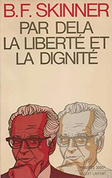 B.F. SKINNER
PAR DELA
LA LIBERTÉ ET
LA DIGNITÉ